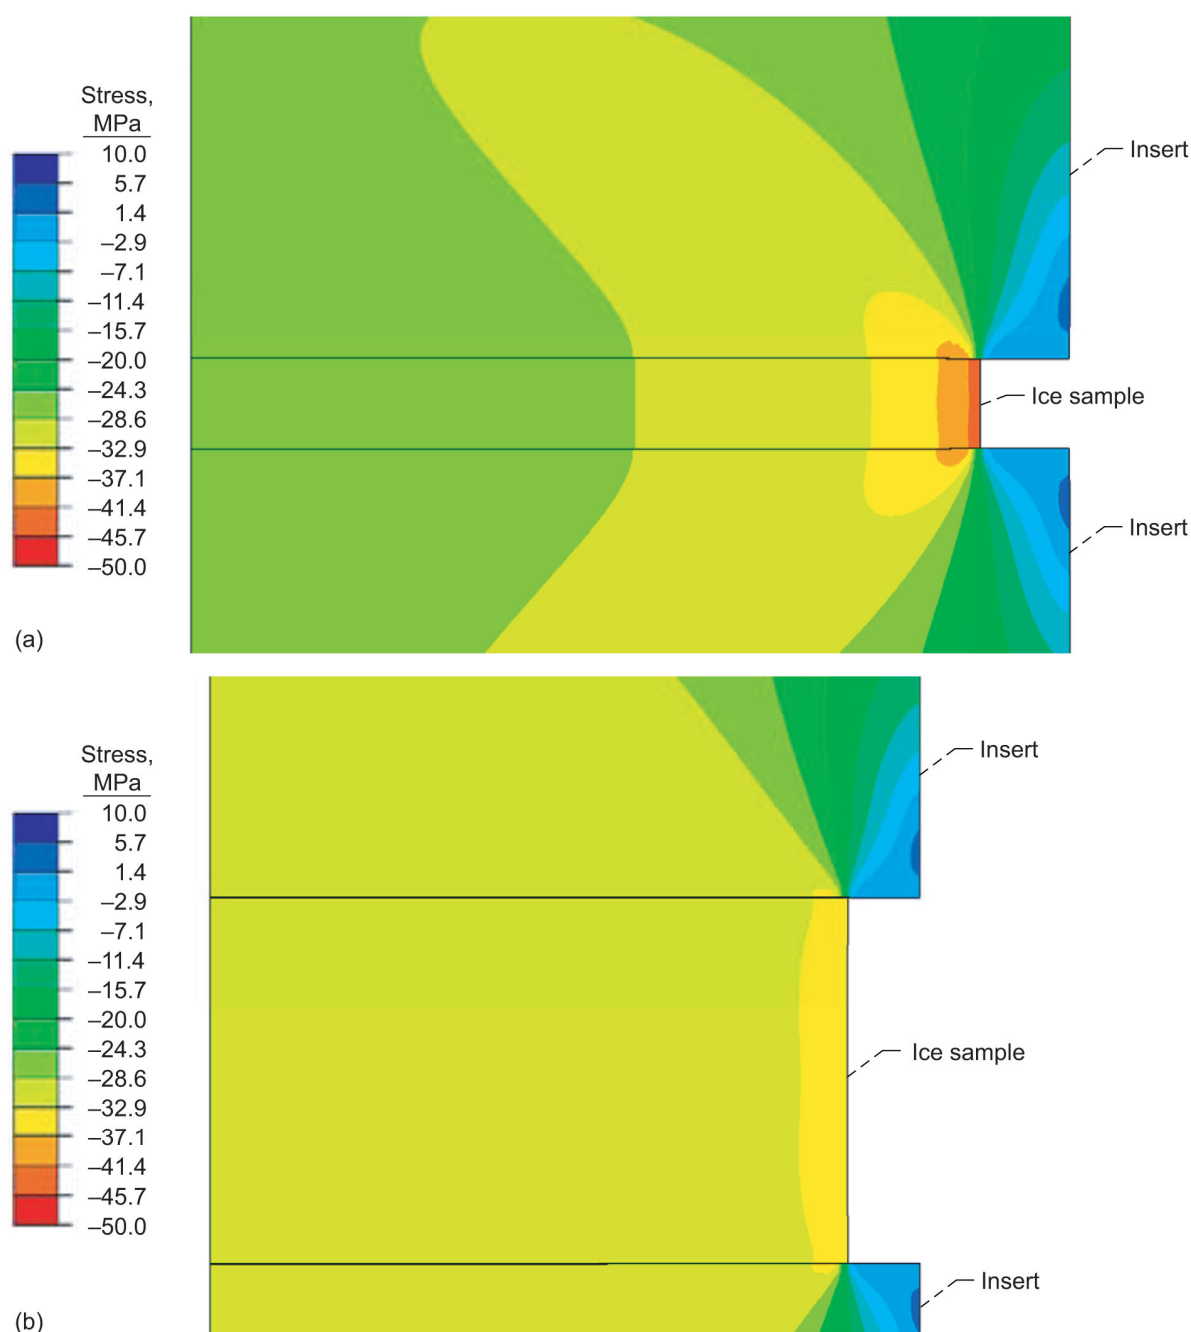 Stress,
MPa
10.0
5.7
1.4
–2.9
–7.1
–11.4
–15.7
–20.0
–24.3
–28.6
–32.9
–37.1
–41.4
–45.7
–50.0
Insert
Ice sample
Insert
(a)
Stress,
MPa
10.0
5.7
1.4
–2.9
–7.1
–11.4
–15.7
–20.0
–24.3
–28.6
–32.9
–37.1
–41.4
–45.7
–50.0
Insert
Ice sample
Insert
(b)